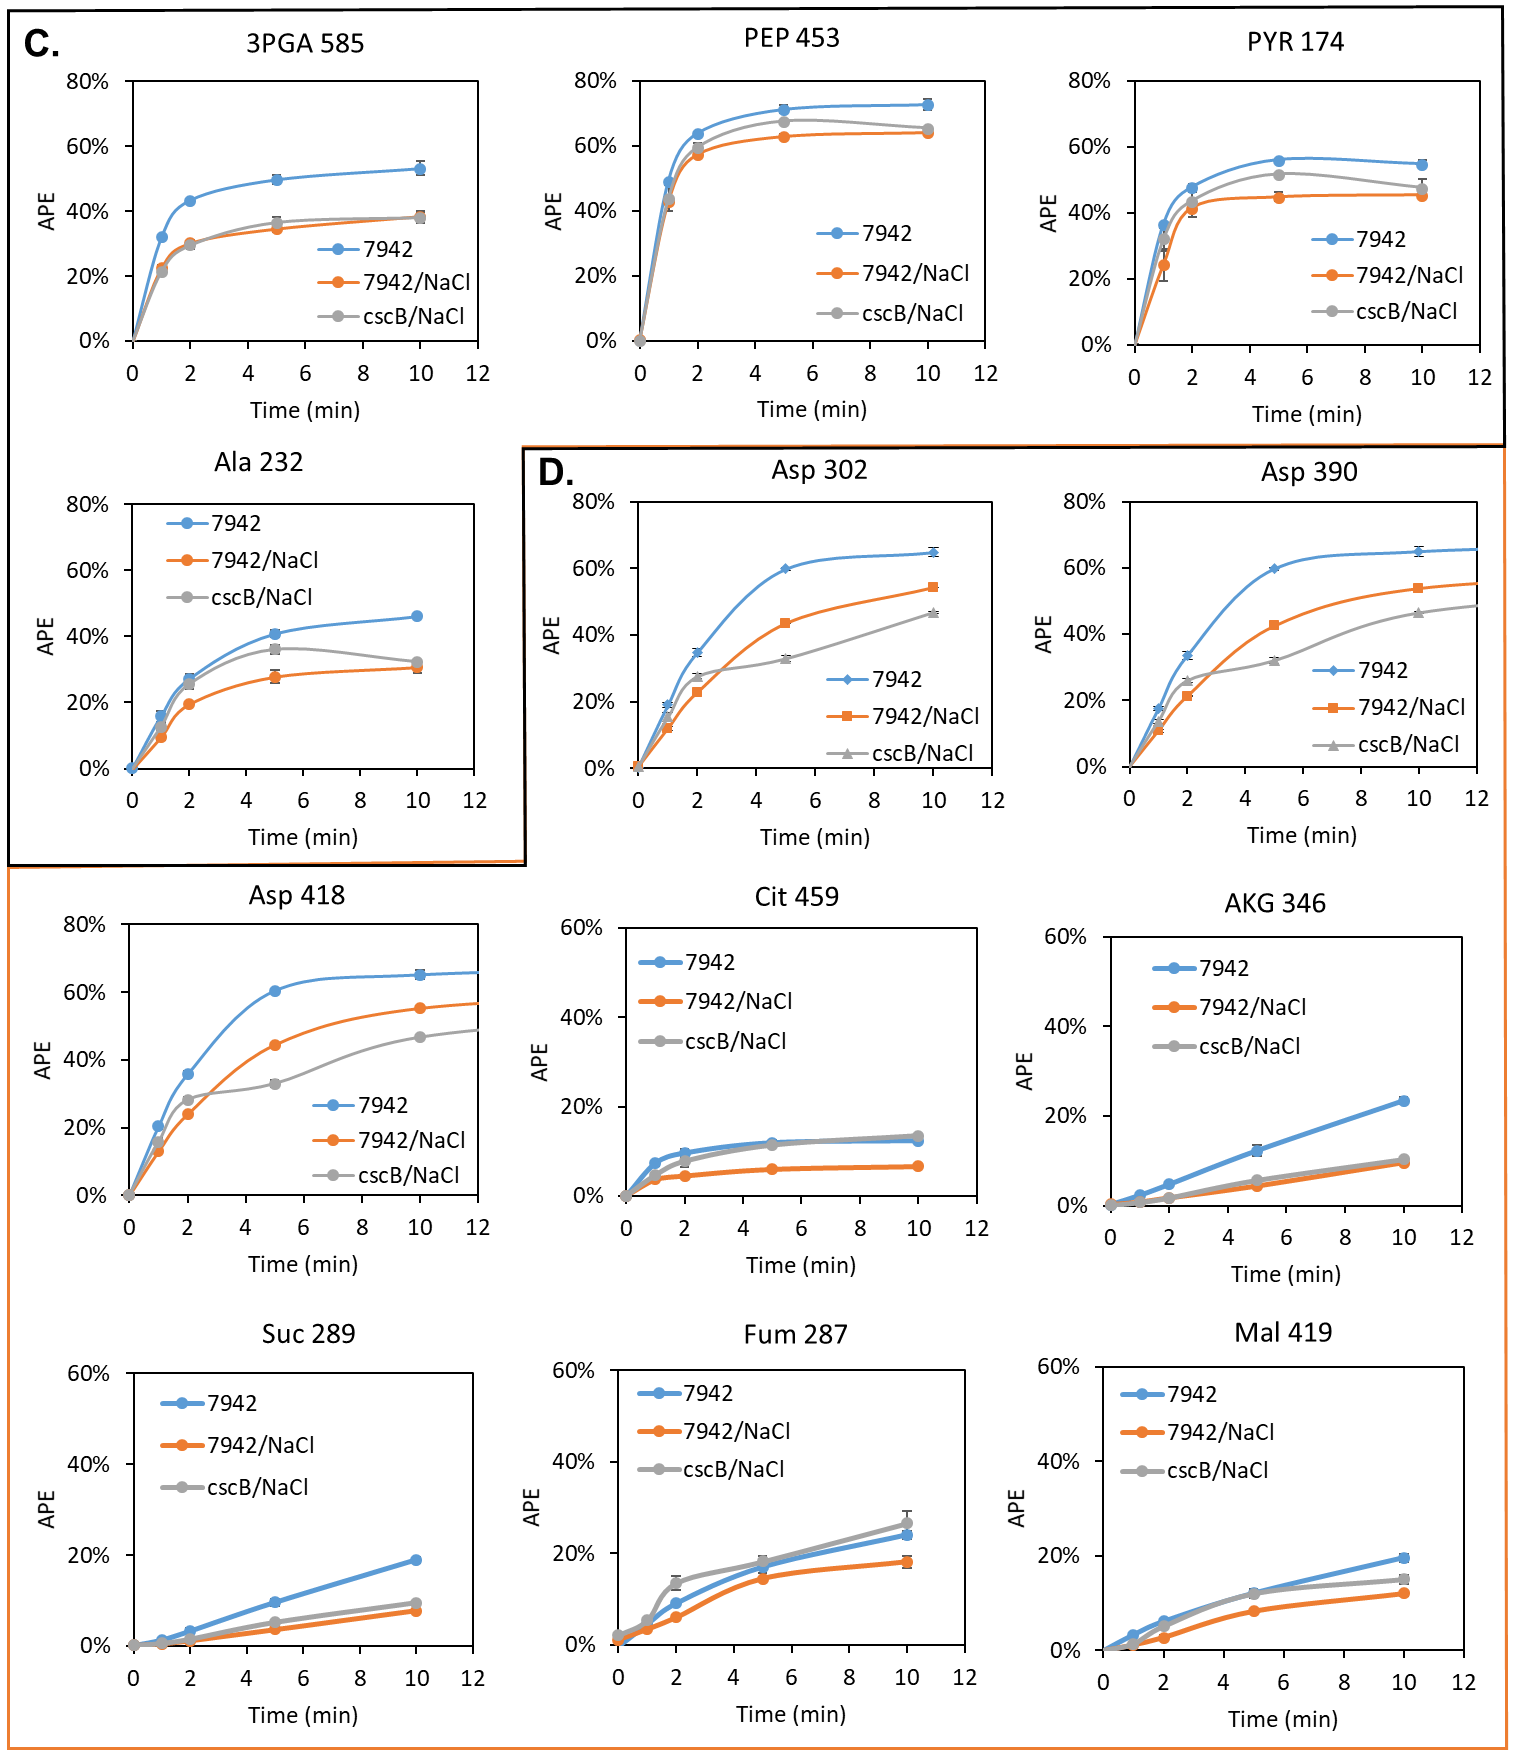 C.
3PGA 585
80%
60%
40%
20%
0%
APE
7942
7942/NaCl
cscB/NaCl
0 2 4 6 8 10 12
Time (min)
PEP 453
80%
60%
40%
20%
0%
APE
7942
7942/NaCl
cscB/NaCl
0 2 4 6 8 10 12
Time (min)
PYR 174
80%
60%
40%
20%
0%
APE
7942
7942/NaCl
cscB/NaCl
0 2 4 6 8 10 12
Time (min)
Ala 232
80%
60%
40%
20%
0%
APE
7942
7942/NaCl
cscB/NaCl
0 2 4 6 8 10 12
Time (min)
D.
Asp 302
80%
60%
40%
20%
0%
APE
7942
7942/NaCl
cscB/NaCl
0 2 4 6 8 10 12
Time (min)
Asp 390
80%
60%
40%
20%
0%
APE
7942
7942/NaCl
cscB/NaCl
0 2 4 6 8 10 12
Time (min)
Asp 418
80%
60%
40%
20%
0%
APE
7942
7942/NaCl
cscB/NaCl
0 2 4 6 8 10 12
Time (min)
Cit 459
60%
40%
20%
0%
APE
7942
7942/NaCl
cscB/NaCl
0 2 4 6 8 10 12
Time (min)
AKG 346
60%
40%
20%
0%
APE
7942
7942/NaCl
cscB/NaCl
0 2 4 6 8 10 12
Time (min)
Suc 289
60%
40%
20%
0%
APE
7942
7942/NaCl
cscB/NaCl
0 2 4 6 8 10 12
Time (min)
Fum 287
60%
40%
20%
0%
APE
7942
7942/NaCl
cscB/NaCl
0 2 4 6 8 10 12
Time (min)
Mal 419
60%
40%
20%
0%
APE
7942
7942/NaCl
cscB/NaCl
0 2 4 6 8 10 12
Time (min)